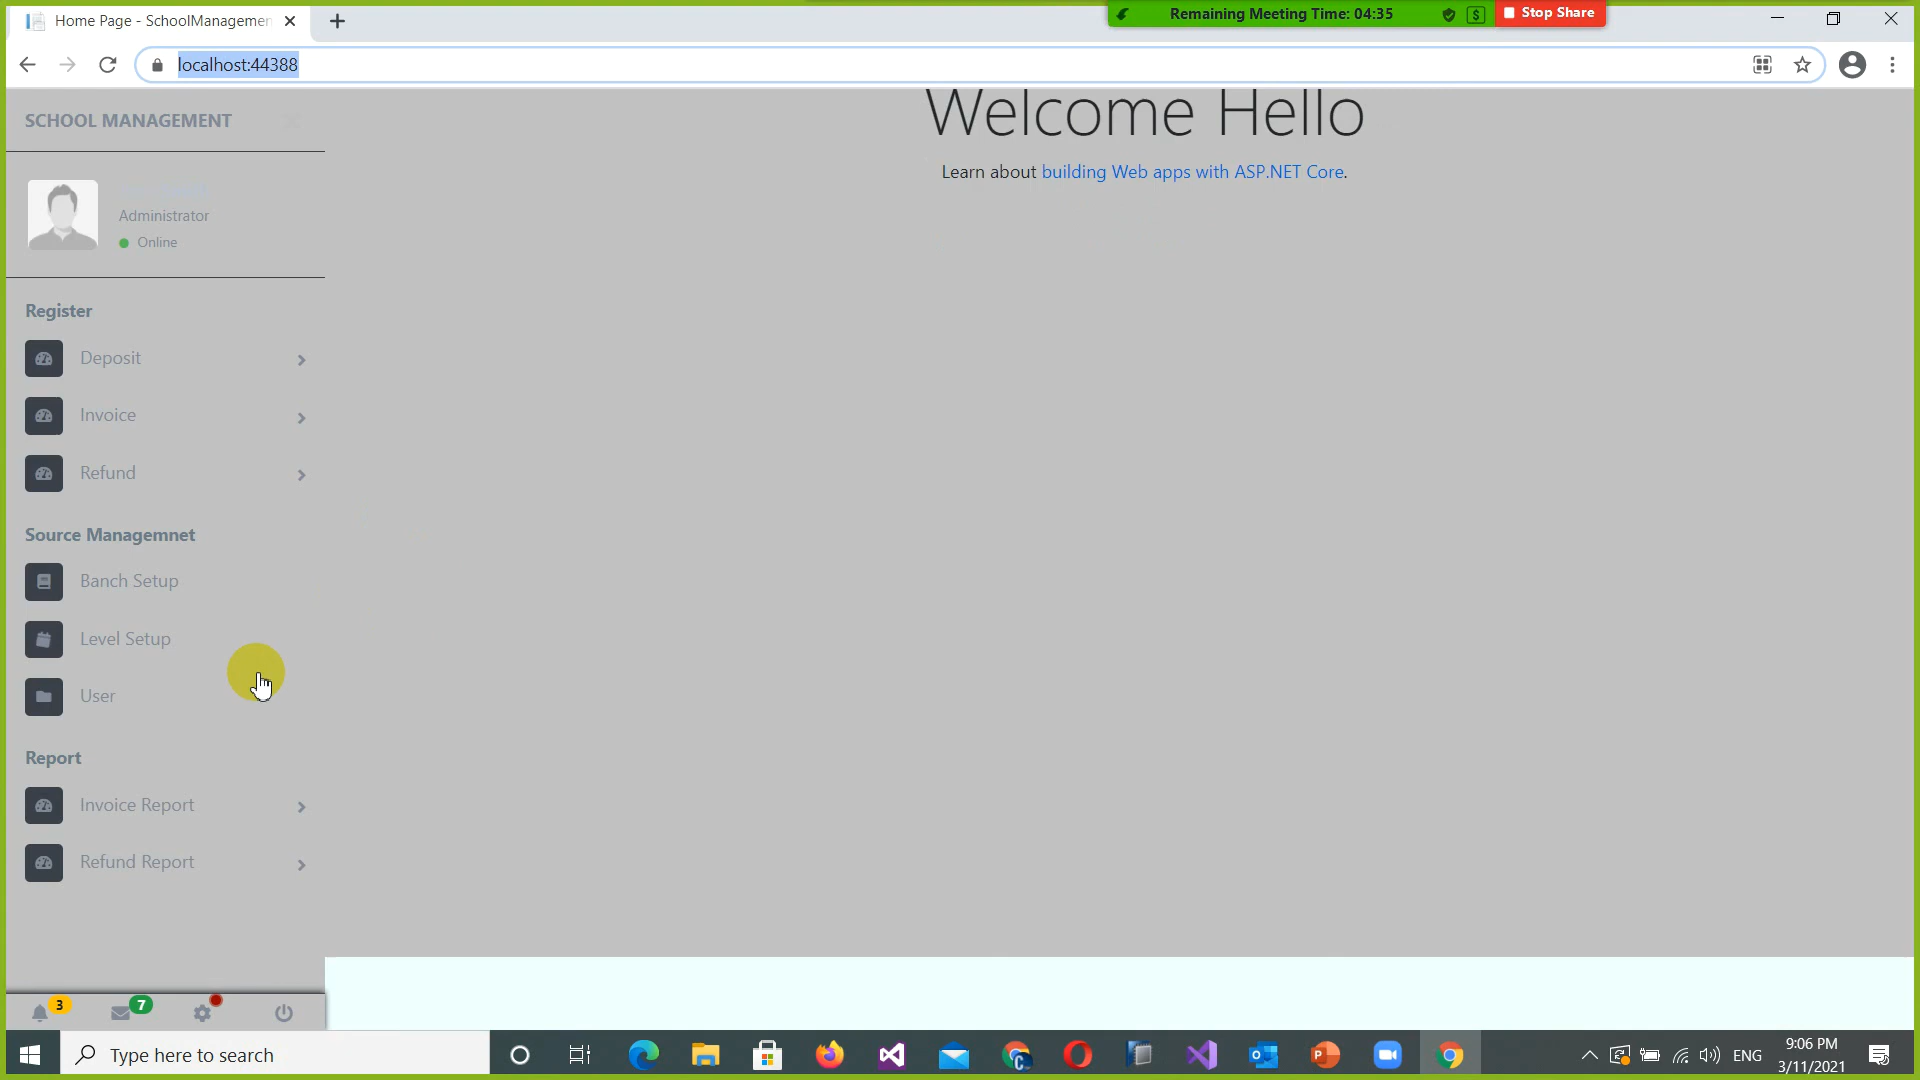 Home Page - SchoolManagemen
Remaining Meeting Time: 04:35
Stop Share
localhost:44388
SCHOOL MANAGEMENT
Administrator
Online
Register
Deposit
Invoice
Refund
Source Managemnet
Banch Setup
Level Setup
User
Report
Invoice Report
Refund Report
3
7
Welcome Hello
Learn about building Web apps with ASP.NET Core.
Type here to search
ENG
9:06 PM
3/11/2021